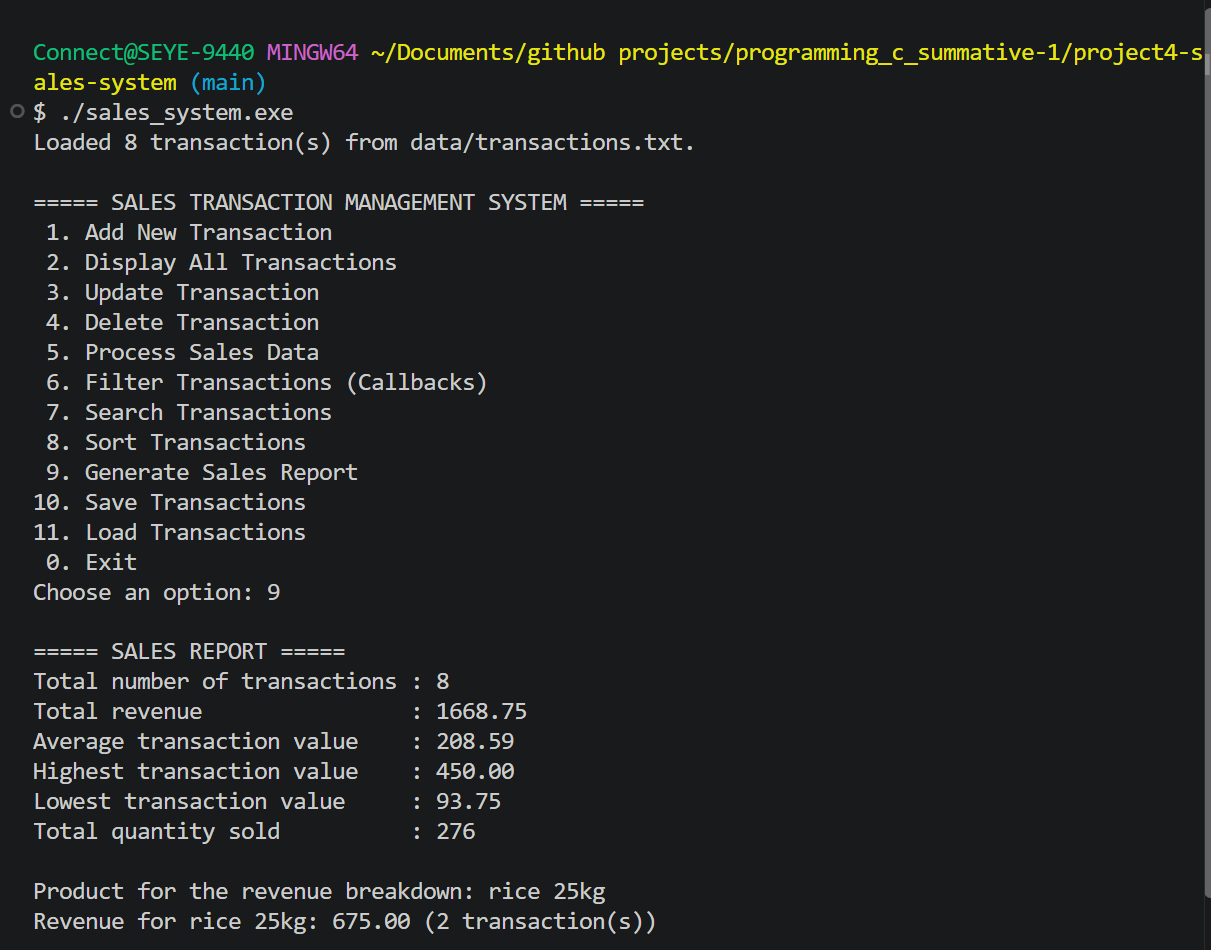 Connect@SEYE-9440 MINGW64 ~/Documents/github projects/programming_c_summative-1/project4-s
ales-system (main)
$ ./sales_system.exe
Loaded 8 transaction(s) from data/transactions.txt.

===== SALES TRANSACTION MANAGEMENT SYSTEM =====
 1. Add New Transaction
 2. Display All Transactions
 3. Update Transaction
 4. Delete Transaction
 5. Process Sales Data
 6. Filter Transactions (Callbacks)
 7. Search Transactions
 8. Sort Transactions
 9. Generate Sales Report
10. Save Transactions
11. Load Transactions
 0. Exit
Choose an option: 9

===== SALES REPORT =====
Total number of transactions : 8
Total revenue                : 1668.75
Average transaction value    : 208.59
Highest transaction value    : 450.00
Lowest transaction value     : 93.75
Total quantity sold          : 276

Product for the revenue breakdown: rice 25kg
Revenue for rice 25kg: 675.00 (2 transaction(s))